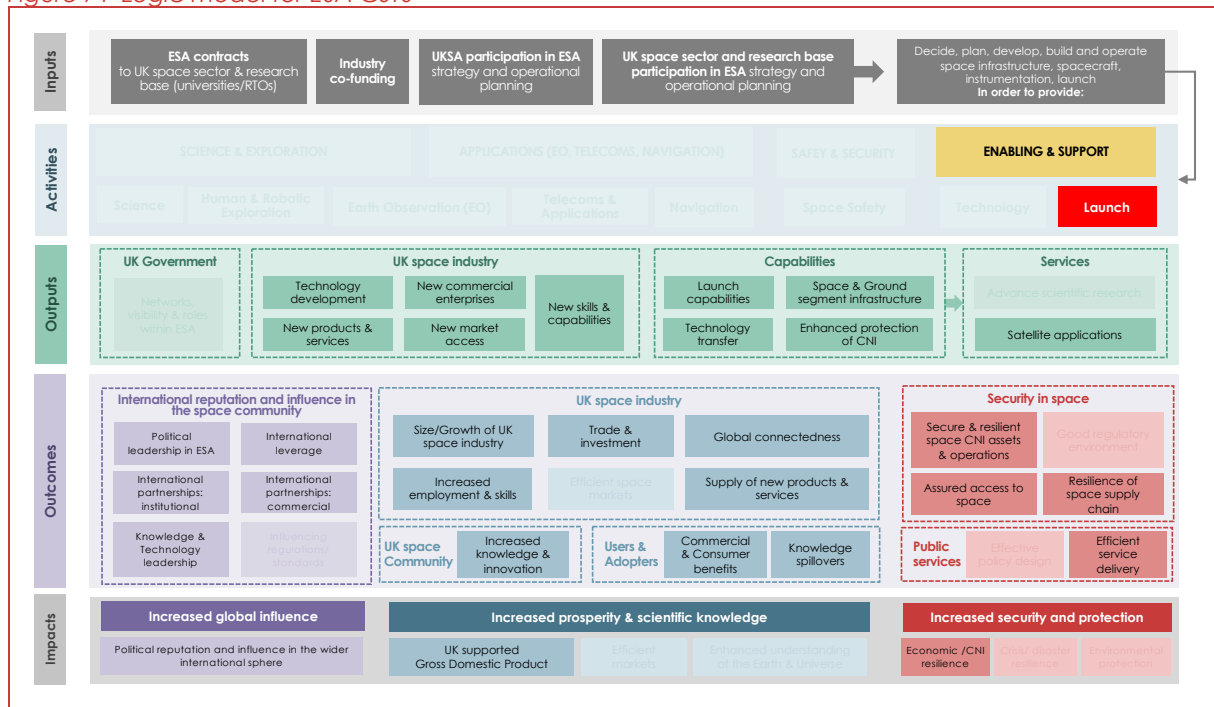 Inputs
ESA contracts
to UK space sector & research
base (universities/RTOs)
Industry
co-funding
UKSA participation in ESA
strategy and operational
planning
UK space sector and research base
participation in ESA strategy and
operational planning
Decide, plan, develop, build and operate
space infrastructure, spacecraft,
instrumentation, launch
In order to provide:
Activities
SCIENCE & EXPLORATION
APPLICATIONS (EO, TELECOMS, NAVIGATION)
SAFEY & SECURITY
ENABLING & SUPPORT
Science
Human & Robotic
Exploration
Earth Observation (EO)
Telecoms &
Applications
Navigation
Space Safety
Technology
Launch
Outputs
UK Government
Networks,
visibility & roles
within ESA
UK space industry
Technology
development
New commercial
enterprises
New products &
services
New market
access
New skills &
capabilities
Capabilities
Launch
capabilities
Space & Ground
segment infrastructure
Technology
transfer
Enhanced protection
of CNI
Services
Advance scientific research
Satellite applications
Outcomes
International reputation and influence in
the space community
Political
leadership in ESA
International
leverage
International
partnerships:
institutional
International
partnerships:
commercial
Knowledge &
Technology
leadership
Influencing
regulations/
standards
UK space industry
Size/Growth of UK
space industry
Trade &
investment
Global connectedness
Increased
employment & skills
Efficient space
markets
Supply of new products &
services
UK space
Community
Increased
knowledge &
innovation
Users &
Adopters
Commercial
& Consumer
benefits
Knowledge
spillovers
Security in space
Secure & resilient
space CNI assets
& operations
Good regulatory
environment
Assured access to
space
Resilience of
space supply
chain
Public
services
Effective
policy design
Efficient
service
delivery
Impacts
Increased global influence
Political reputation and influence in the wider
international sphere
Increased prosperity & scientific knowledge
UK supported
Gross Domestic Product
Efficient
markets
Enhanced understanding
of the Earth & Universe
Increased security and protection
Economic /CNI
resilience
Crisis/ disaster
resilience
Environmental
protection